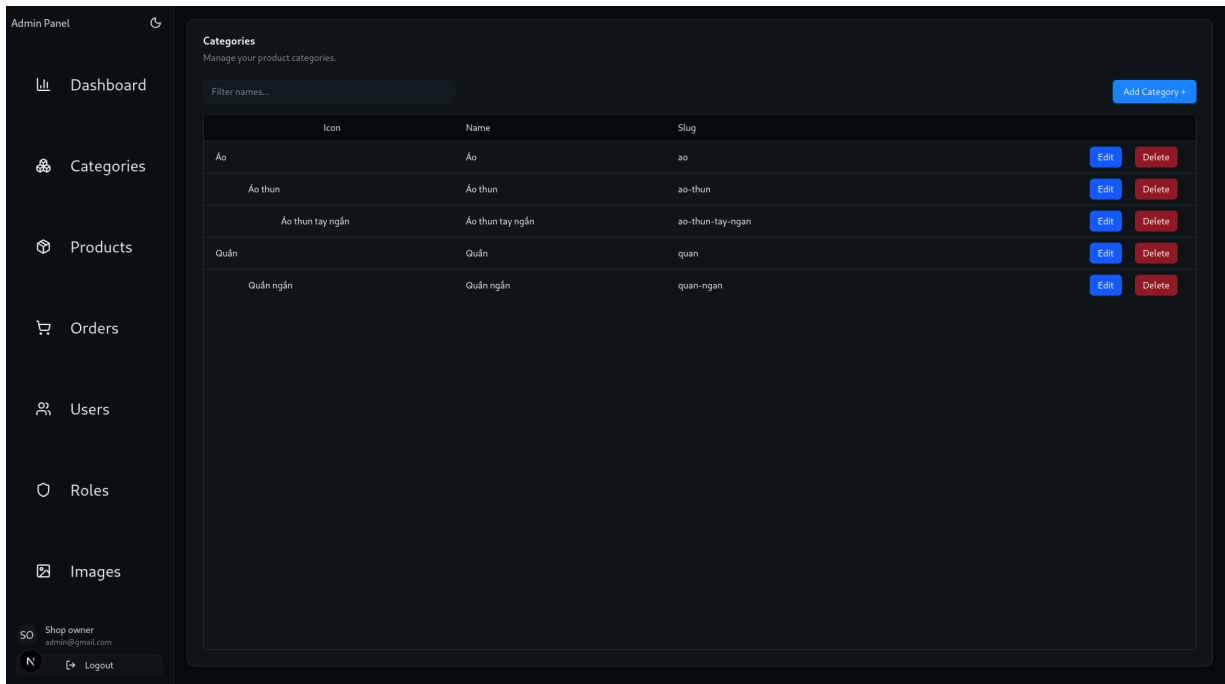 Admin Panel
Dashboard
Categories
Products
Orders
Users
Roles
Images
SO
Shop owner
admin@gmail.com
N
Logout
Categories
Manage your product categories.
Filter names...
Add Category +
Icon Name Slug
Áo Áo ao Edit Delete
Áo thun Áo thun ao-thun Edit Delete
Áo thun tay ngắn Áo thun tay ngắn ao-thun-tay-ngan Edit Delete
Quần Quần quan Edit Delete
Quần ngắn Quần ngắn quan-ngan Edit Delete